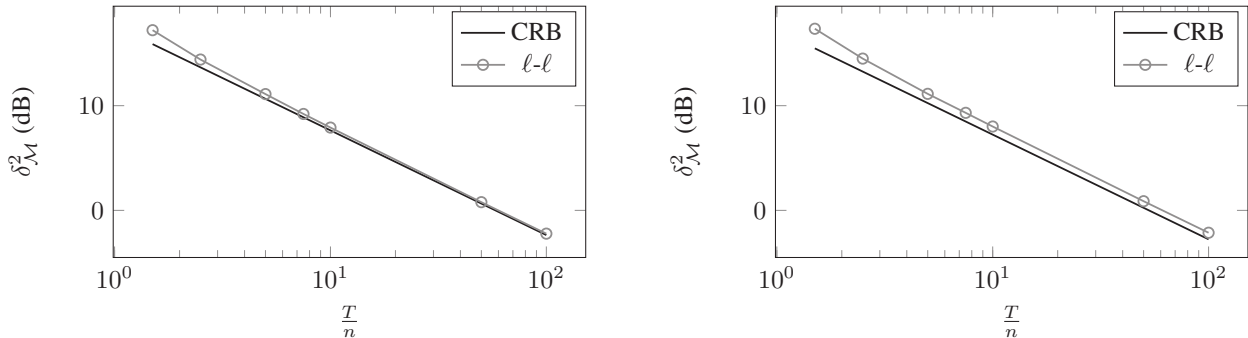 CRB
ℓ-ℓ
10
0
δ²_ℳ (dB)
10⁰
10¹
10²
T/n
CRB
ℓ-ℓ
10
0
δ²_ℳ (dB)
10⁰
10¹
10²
T/n